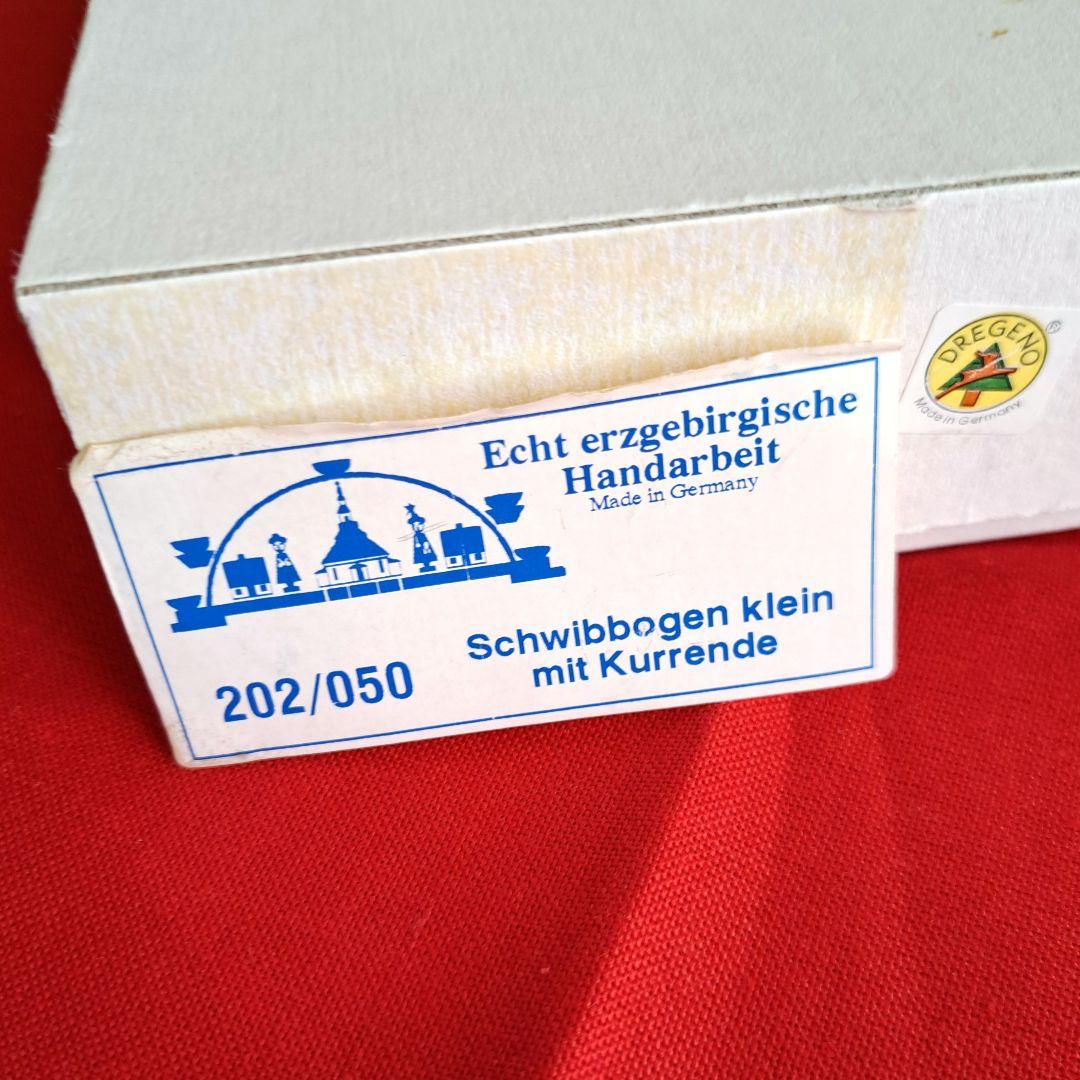 Echt erzgebirgische
Handarbeit
Made in Germany
Schwibbogen klein
mit Kurrende
202/050
DREGENO ®
Made in Germany